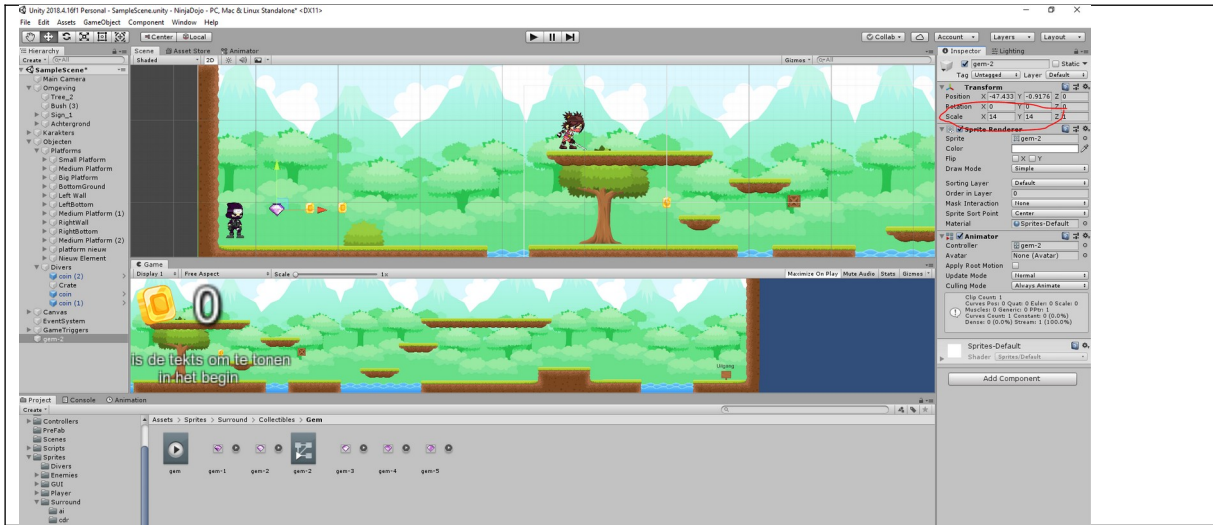 Unity 2018.4.16f1 Personal - SampleScene.unity - NinjaDojo - PC, Mac & Linux Standalone* <DX11>
File Edit Assets GameObject Component Window Help
Center Local
Collab Account Layers Layout
Hierarchy
Create All
SampleScene*
Main Camera
Omgeving
Tree_2
Bush (3)
Sign_1
Achtergrond
Karakters
Objecten
Platforms
Small Platform
Medium Platform
Big Platform
BottomGround
Left Wall
LeftBottom
Medium Platform (1)
RightWall
RightBottom
Medium Platform (2)
platform nieuw
Nieuw Element
Divers
coin (2)
Crate
coin
coin (1)
Canvas
EventSystem
GameTriggers
gem-2
Scene Asset Store Animator
Shaded 2D Gizmos All
Game
Display 1 Free Aspect Scale 1x Maximize On Play Mute Audio Stats Gizmos
0
is de tekts om te tonen
in het begin
Uitgang
Inspector Lighting
gem-2 Static
Tag Untagged Layer Default
Transform
Position X -47.433 Y -0.9176 Z 0
Rotation X 0 Y 0 Z 0
Scale X 14 Y 14 Z 1
Sprite Renderer
Sprite gem-2
Color
Flip X Y
Draw Mode Simple
Sorting Layer Default
Order in Layer 0
Mask Interaction None
Sprite Sort Point Center
Material Sprites-Default
Animator
Controller gem-2
Avatar None (Avatar)
Apply Root Motion
Update Mode Normal
Culling Mode Always Animate
Clip Count: 1
Curves Pos: 0 Quat: 0 Euler: 0 Scale: 0
Muscles: 0 Generic: 0 PPtr: 1
Curves Count: 1 Constant: 0 (0.0%)
Dense: 0 (0.0%) Stream: 1 (100.0%)
Sprites-Default
Shader Sprites/Default
Add Component
Project Console Animation
Create
Controllers
PreFab
Scenes
Scripts
Sprites
Divers
Enemies
GUI
Player
Surround
ai
cdr
Assets > Sprites > Surround > Collectibles > Gem
gem gem-1 gem-2 gem-2 gem-3 gem-4 gem-5